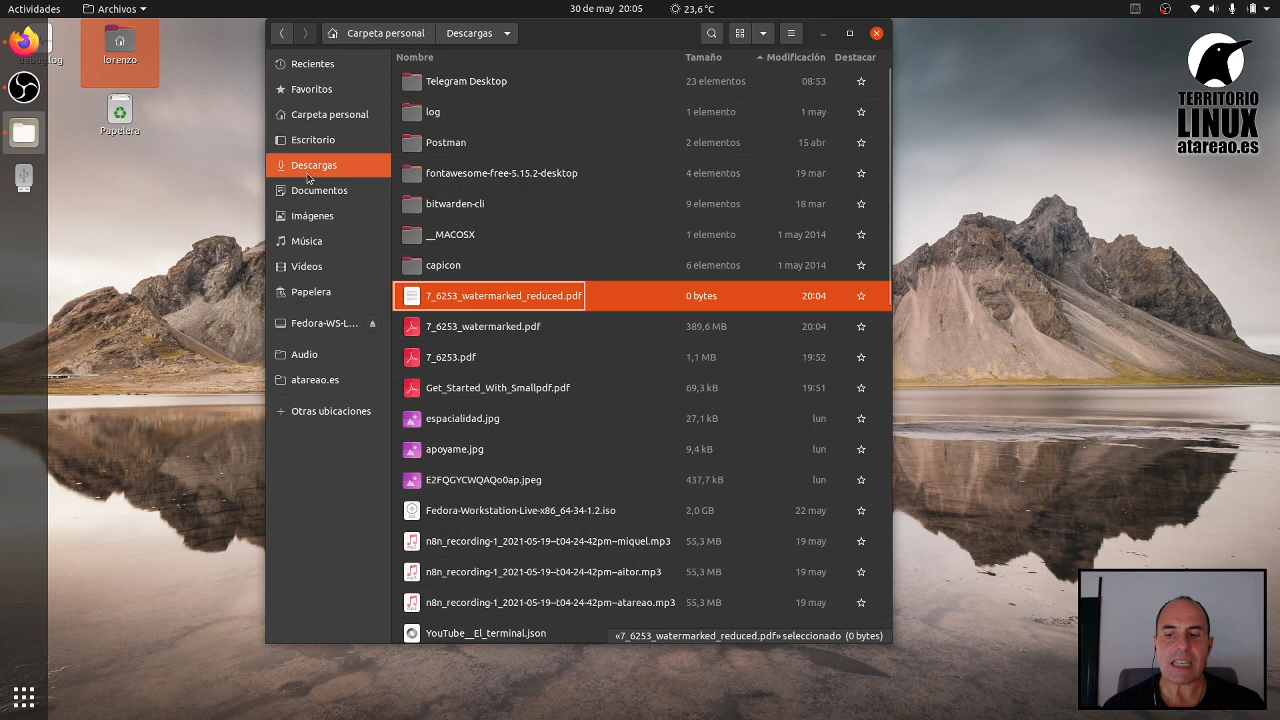 Actividades
Archivos
30 de may 20:05
23,6 °C
lorenzo
Papelera
Carpeta personal
Descargas
Nombre Tamaño Modificación Destacar
Recientes
Favoritos
Carpeta personal
Escritorio
Descargas
Documentos
Imágenes
Música
Vídeos
Papelera
Fedora-WS-L...
Audio
atareao.es
Otras ubicaciones
Telegram Desktop 23 elementos 08:53
log 1 elemento 1 may
Postman 2 elementos 15 abr
fontawesome-free-5.15.2-desktop 4 elementos 19 mar
bitwarden-cli 9 elementos 18 mar
__MACOSX 1 elemento 1 may 2014
capicon 6 elementos 1 may 2014
7_6253_watermarked_reduced.pdf 0 bytes 20:04
7_6253_watermarked.pdf 389,6 MB 20:04
7_6253.pdf 1,1 MB 19:52
Get_Started_With_Smallpdf.pdf 69,3 kB 19:51
espacialidad.jpg 27,1 kB lun
apoyame.jpg 9,4 kB lun
E2FQGYCWQAQo0ap.jpeg 437,7 kB lun
Fedora-Workstation-Live-x86_64-34-1.2.iso 2,0 GB 22 may
n8n_recording-1_2021-05-19--t04-24-42pm--miquel.mp3 55,3 MB 19 may
n8n_recording-1_2021-05-19--t04-24-42pm--aitor.mp3 55,3 MB 19 may
n8n_recording-1_2021-05-19--t04-24-42pm--atareao.mp3 55,3 MB 19 may
YouTube__El_terminal.json
«7_6253_watermarked_reduced.pdf» seleccionado (0 bytes)
TERRITORIO
LINUX
atareao.es